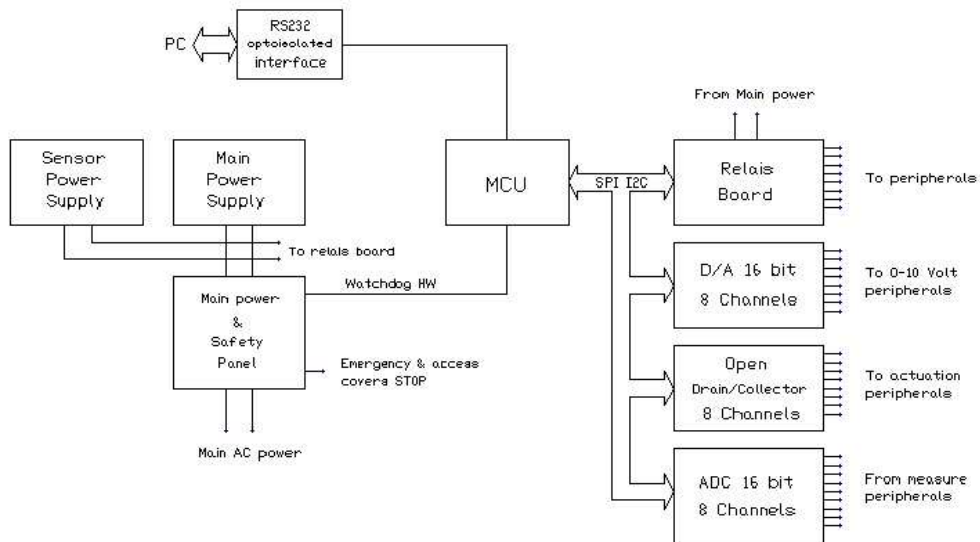 RS232
optoisolated
interface
PC
From Main power
Sensor
Power
Supply
Main
Power
Supply
MCU
SPI I2C
Relais
Board
To peripherals
To relais board
D/A 16 bit
8 Channels
To 0-10 Volt
peripherals
Watchdog HW
Main power
&
Safety
Panel
Emergency & access
covers STOP
Open
Drain/Collector
8 Channels
To actuation
peripherals
Main AC power
ADC 16 bit
8 Channels
From measure
peripherals